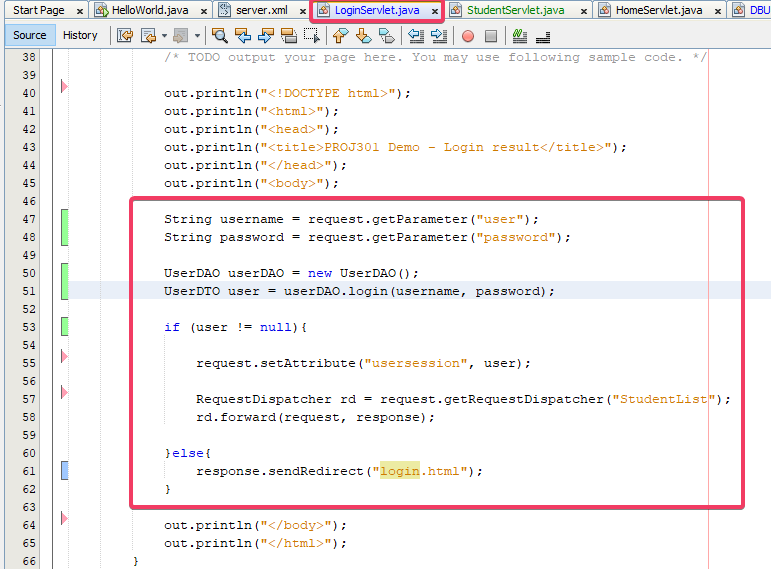 Start Page HelloWorld.java server.xml LoginServlet.java StudentServlet.java HomeServlet.java DBU
Source History
38 /* TODO output your page here. You may use following sample code. */
39
40 out.println("<!DOCTYPE html>");
41 out.println("<html>");
42 out.println("<head>");
43 out.println("<title>PROJ301 Demo - Login result</title>");
44 out.println("</head>");
45 out.println("<body>");
46
47 String username = request.getParameter("user");
48 String password = request.getParameter("password");
49
50 UserDAO userDAO = new UserDAO();
51 UserDTO user = userDAO.login(username, password);
52
53 if (user != null){
54
55 request.setAttribute("usersession", user);
56
57 RequestDispatcher rd = request.getRequestDispatcher("StudentList");
58 rd.forward(request, response);
59
60 }else{
61 response.sendRedirect("login.html");
62 }
63
64 out.println("</body>");
65 out.println("</html>");
66 }